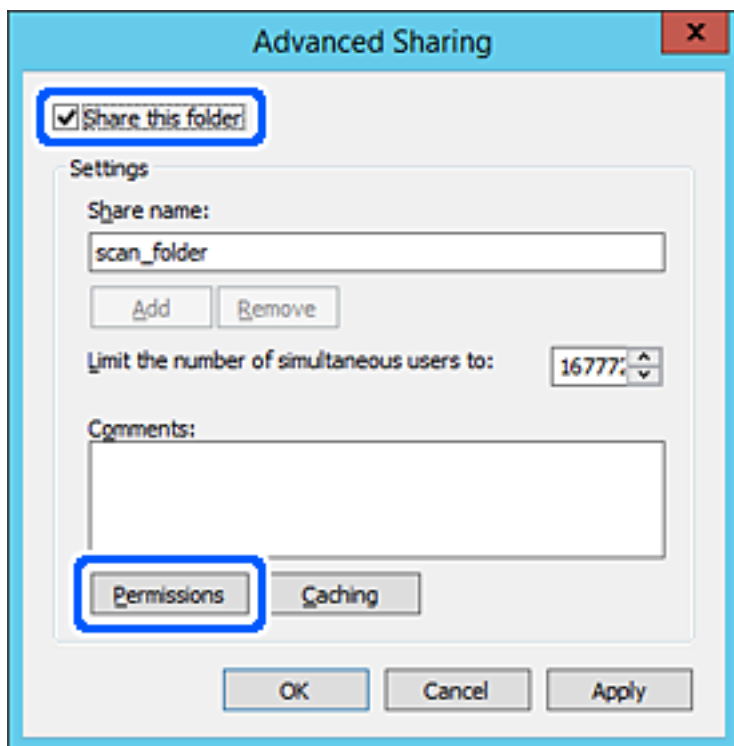 Advanced Sharing
x
Share this folder
Settings
Share name:
scan_folder
Add Remove
Limit the number of simultaneous users to:
Comments:
Permissions Caching
OK Cancel Apply